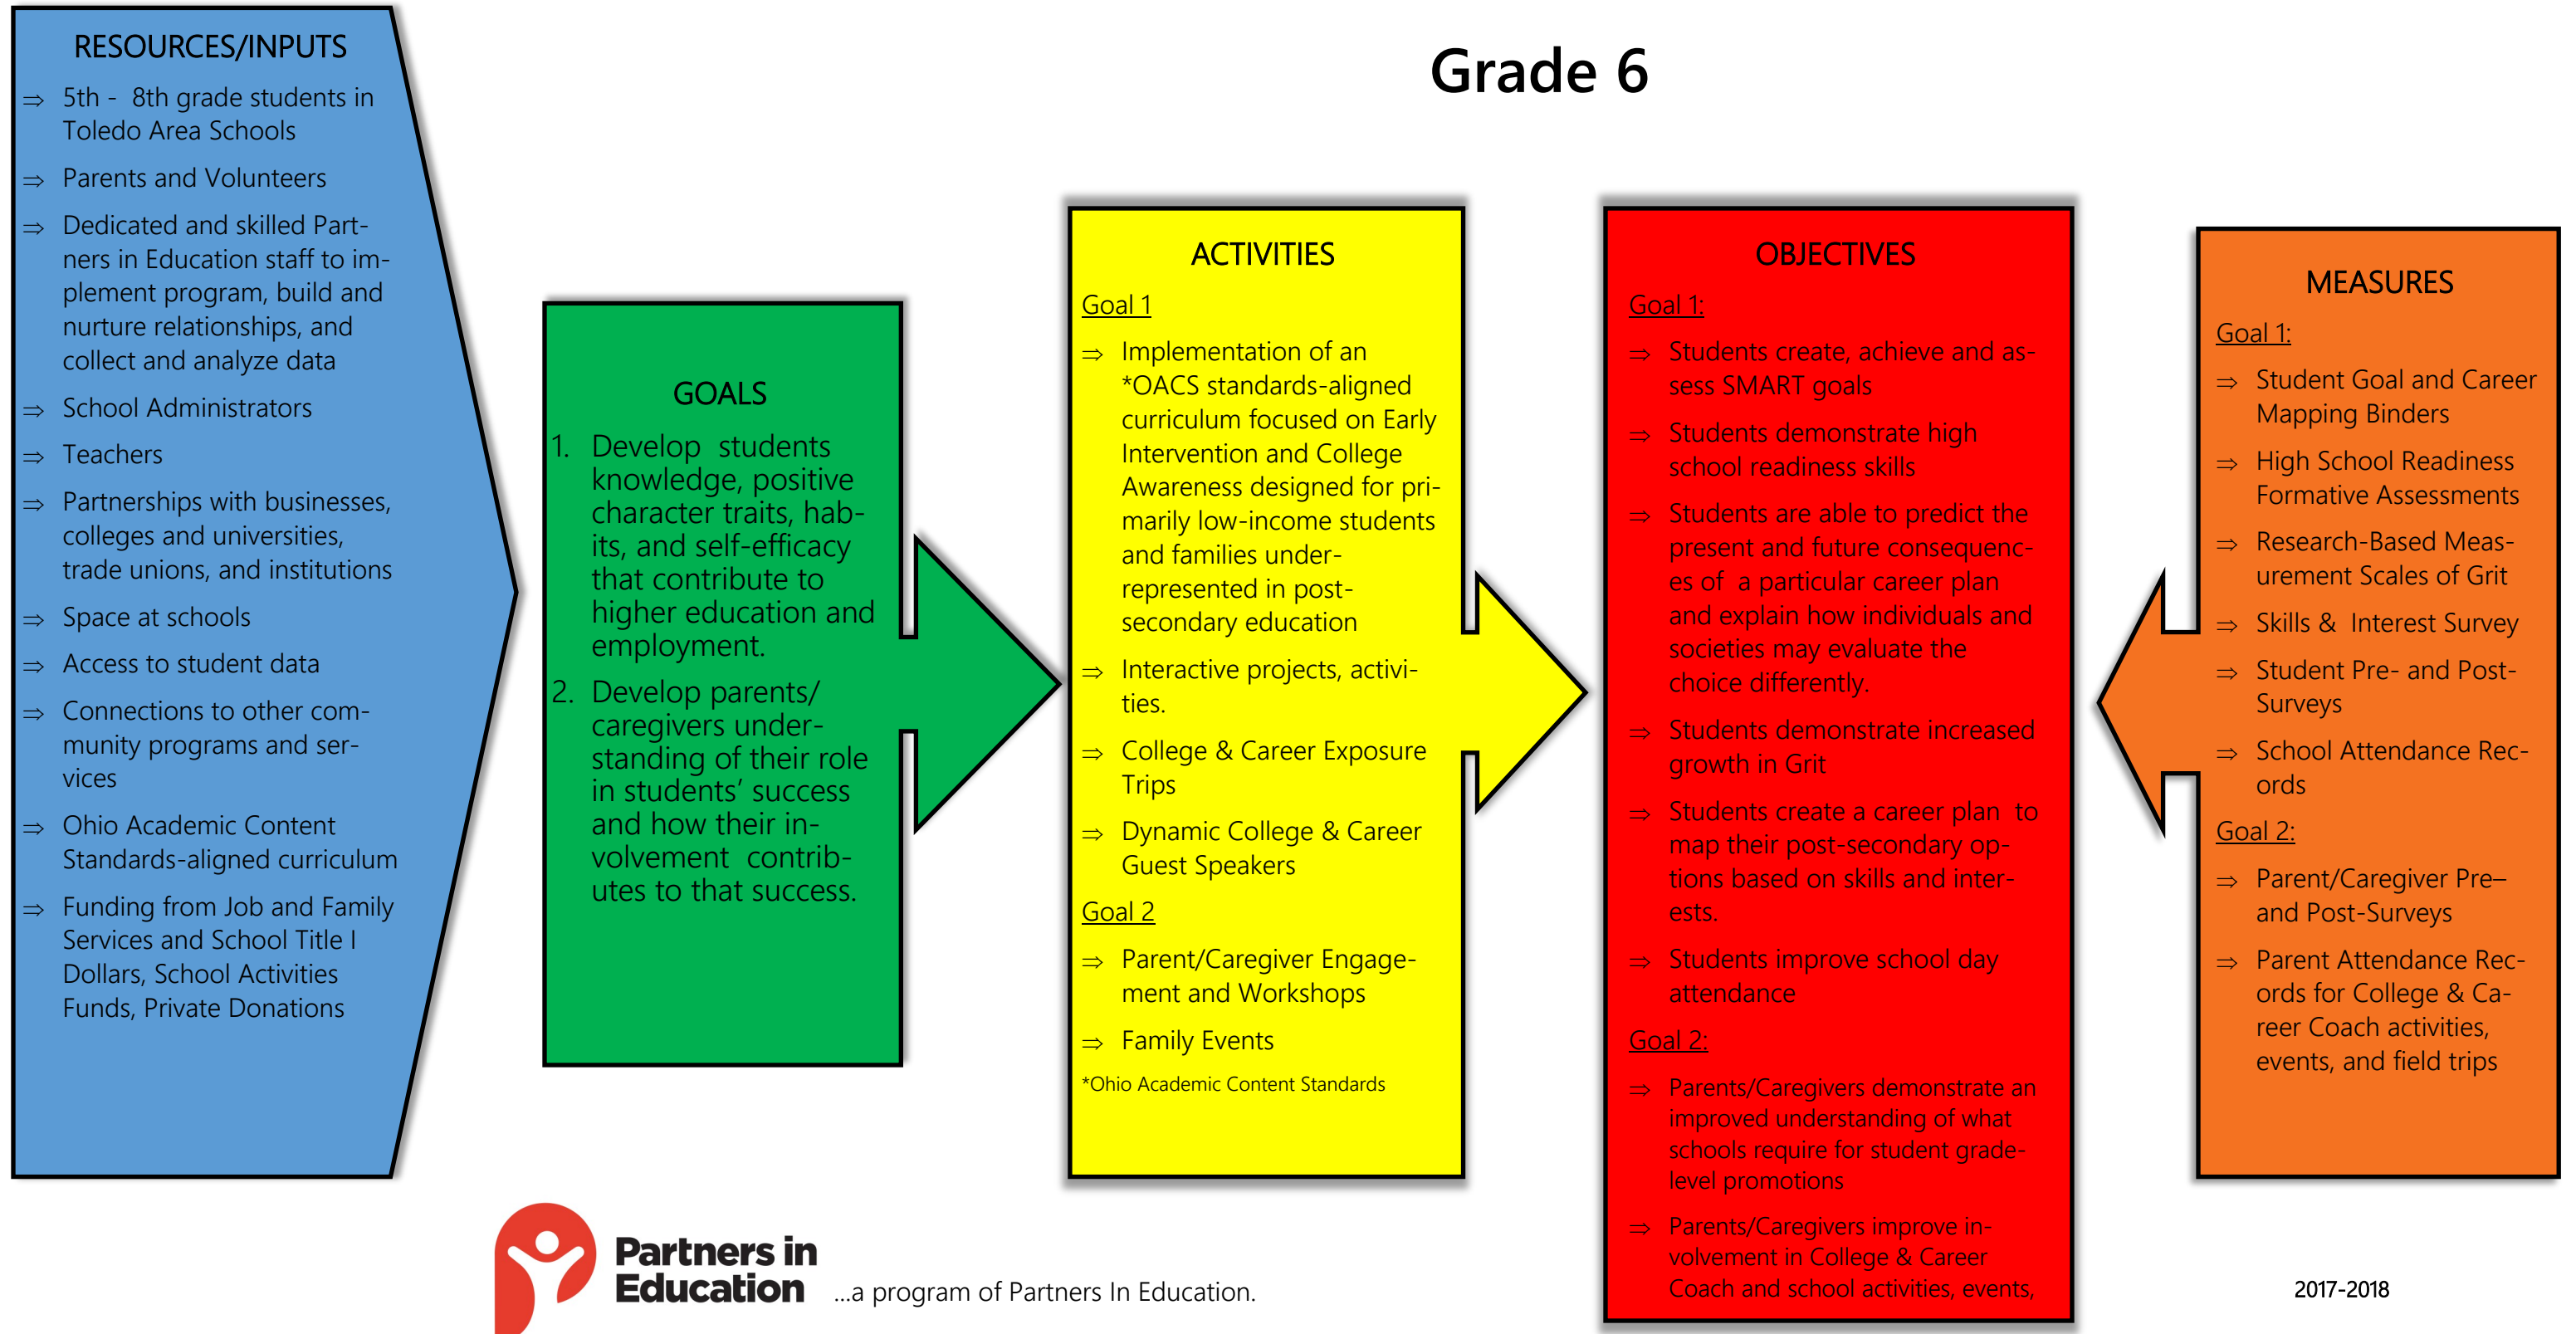 Grade 6
RESOURCES/INPUTS
⇒ 5th - 8th grade students in
Toledo Area Schools
⇒ Parents and Volunteers
⇒ Dedicated and skilled Part-
ners in Education staff to im-
plement program, build and
nurture relationships, and
collect and analyze data
⇒ School Administrators
⇒ Teachers
⇒ Partnerships with businesses,
colleges and universities,
trade unions, and institutions
⇒ Space at schools
⇒ Access to student data
⇒ Connections to other com-
munity programs and ser-
vices
⇒ Ohio Academic Content
Standards-aligned curriculum
⇒ Funding from Job and Family
Services and School Title I
Dollars, School Activities
Funds, Private Donations
GOALS
1. Develop students
knowledge, positive
character traits, hab-
its, and self-efficacy
that contribute to
higher education and
employment.
2. Develop parents/
caregivers under-
standing of their role
in students’ success
and how their in-
volvement contrib-
utes to that success.
ACTIVITIES
Goal 1
⇒ Implementation of an
*OACS standards-aligned
curriculum focused on Early
Intervention and College
Awareness designed for pri-
marily low-income students
and families under-
represented in post-
secondary education
⇒ Interactive projects, activi-
ties.
⇒ College & Career Exposure
Trips
⇒ Dynamic College & Career
Guest Speakers
Goal 2
⇒ Parent/Caregiver Engage-
ment and Workshops
⇒ Family Events
*Ohio Academic Content Standards
OBJECTIVES
Goal 1:
⇒ Students create, achieve and as-
sess SMART goals
⇒ Students demonstrate high
school readiness skills
⇒ Students are able to predict the
present and future consequenc-
es of a particular career plan
and explain how individuals and
societies may evaluate the
choice differently.
⇒ Students demonstrate increased
growth in Grit
⇒ Students create a career plan to
map their post-secondary op-
tions based on skills and inter-
ests.
⇒ Students improve school day
attendance
Goal 2:
⇒ Parents/Caregivers demonstrate an
improved understanding of what
schools require for student grade-
level promotions
⇒ Parents/Caregivers improve in-
volvement in College & Career
Coach and school activities, events,
MEASURES
Goal 1:
⇒ Student Goal and Career
Mapping Binders
⇒ High School Readiness
Formative Assessments
⇒ Research-Based Meas-
urement Scales of Grit
⇒ Skills & Interest Survey
⇒ Student Pre- and Post-
Surveys
⇒ School Attendance Rec-
ords
Goal 2:
⇒ Parent/Caregiver Pre–
and Post-Surveys
⇒ Parent Attendance Rec-
ords for College & Ca-
reer Coach activities,
events, and field trips
Partners in
Education
...a program of Partners In Education.
2017-2018